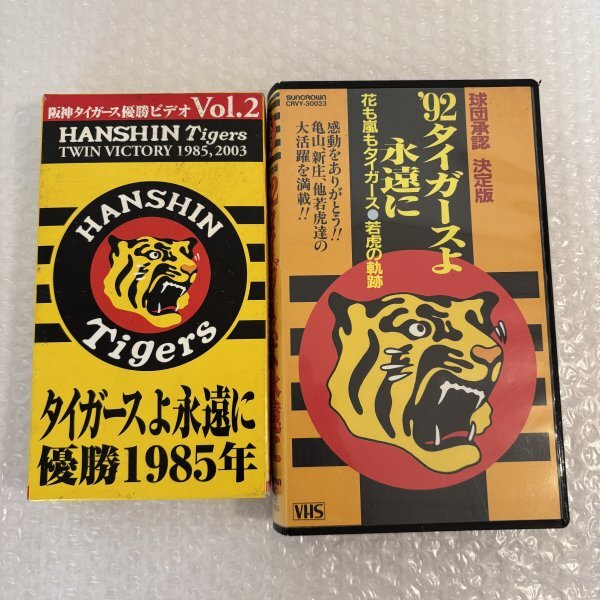 阪神タイガース優勝ビデオ Vol.2
HANSHIN Tigers
TWIN VICTORY 1985,2003
HANSHIN
Tigers
タイガースよ永遠に
優勝1985年
SUNCROWN
CRVY-30023
球団承認 決定版
'92タイガースよ
永遠に
花も嵐もタイガース●若虎の軌跡
感動をありがとう!!
亀山、新庄、他若虎達の
大活躍を満載!!
VHS